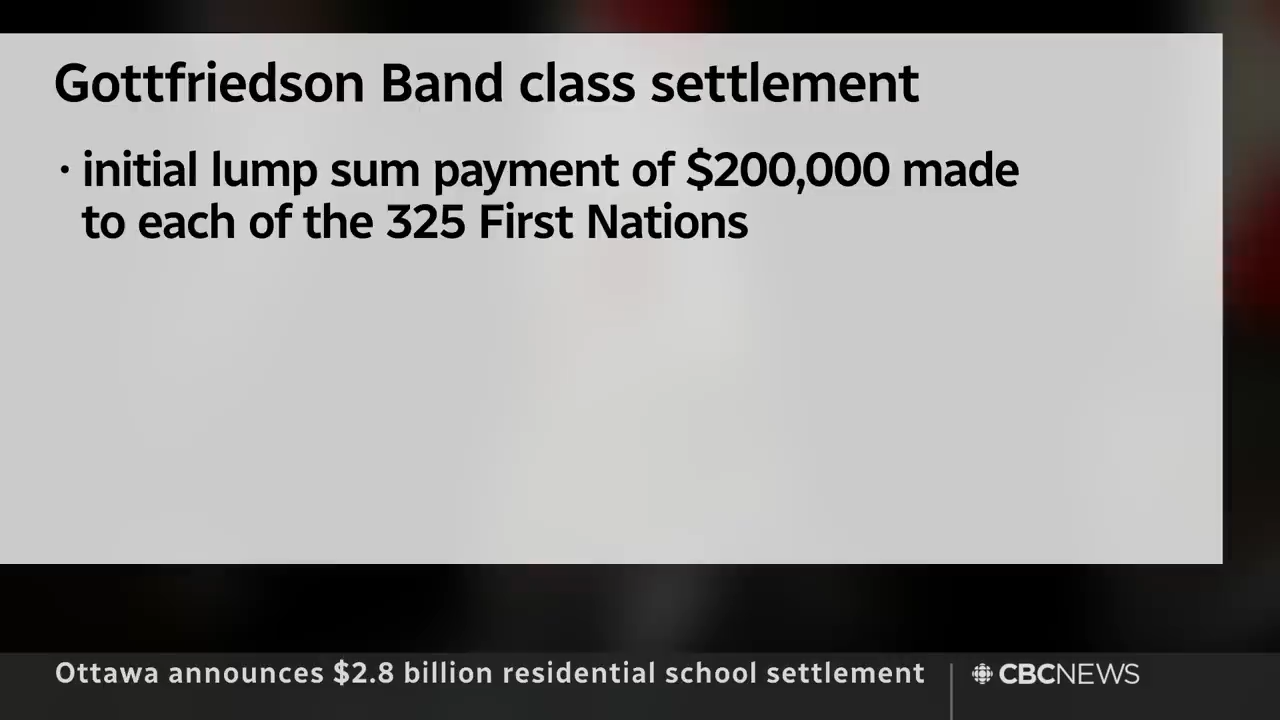 Gottfriedson Band class settlement
· initial lump sum payment of $200,000 made
to each of the 325 First Nations
Ottawa announces $2.8 billion residential school settlement
CBCNEWS